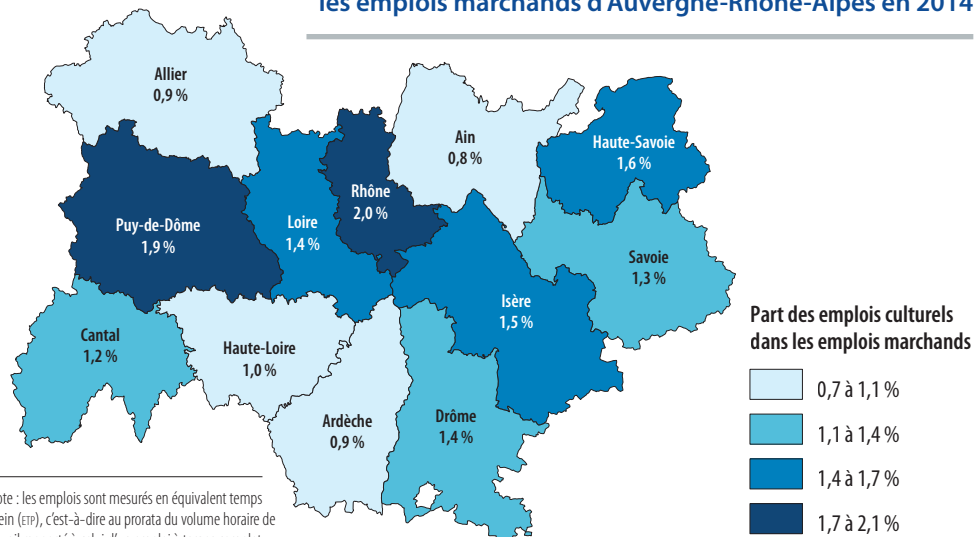 les emplois marchands d'Auvergne-Rhône-Alpes en 2014
Allier
0,9 %
Ain
0,8 %
Haute-Savoie
1,6 %
Rhône
2,0 %
Puy-de-Dôme
1,9 %
Loire
1,4 %
Savoie
1,3 %
Isère
1,5 %
Cantal
1,2 %
Haute-Loire
1,0 %
Ardèche
0,9 %
Drôme
1,4 %
Part des emplois culturels
dans les emplois marchands
0,7 à 1,1 %
1,1 à 1,4 %
1,4 à 1,7 %
1,7 à 2,1 %
ote : les emplois sont mesurés en équivalent temps
ein (ETP), c'est-à-dire au prorata du volume horaire de